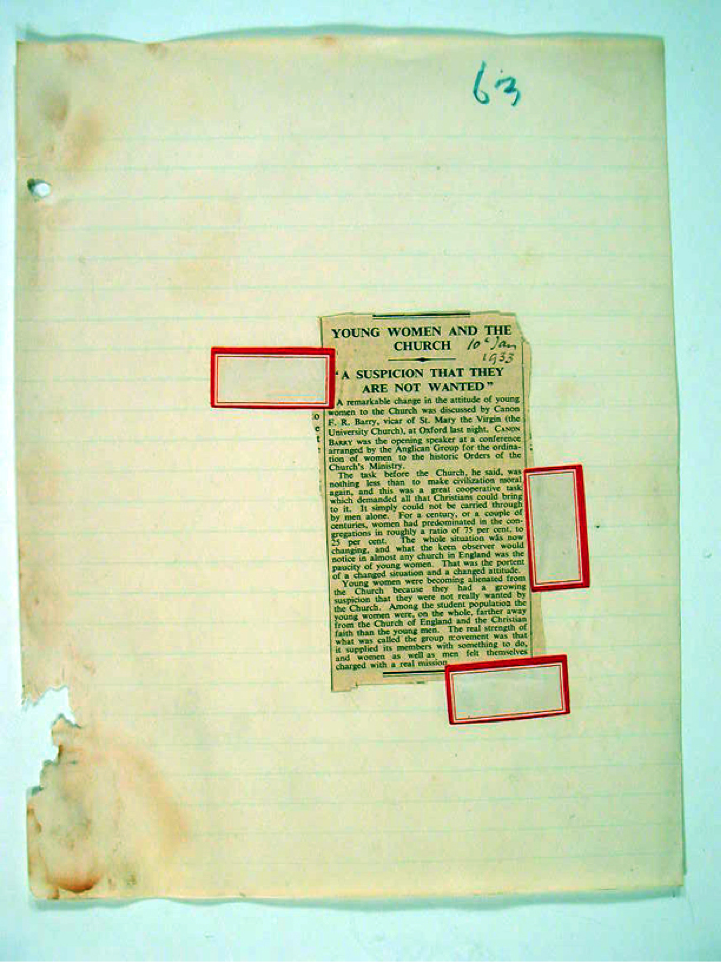 63
YOUNG WOMEN AND THE
CHURCH 10th Jan
1933
"A SUSPICION THAT THEY
ARE NOT WANTED"
A remarkable change in the attitude of young
women to the Church was discussed by Canon
F. R. Barry, vicar of St. Mary the Virgin (the
University Church), at Oxford last night. CANON
BARRY was the opening speaker at a conference
arranged by the Anglican Group for the ordina-
tion of women to the historic Orders of the
Church's Ministry.
The task before the Church, he said, was
nothing less than to make civilization moral
again, and this was a great cooperative task
which demanded all that Christians could bring
to it. It simply could not be carried through
by men alone. For a century, or a couple of
centuries, women had predominated in the con-
gregations in roughly a ratio of 75 per cent. to
25 per cent. The whole situation was now
changing, and what the keen observer would
notice in almost any church in England was the
paucity of young women. That was the portent
of a changed situation and a changed attitude.
Young women were becoming alienated from
the Church because they had a growing
suspicion that they were not really wanted by
the Church. Among the student population the
young women were, on the whole, farther away
from the Church of England and the Christian
faith than the young men. The real strength of
what was called the group movement was that
it supplied its members with something to do,
and women as well as men felt themselves
charged with a real mission